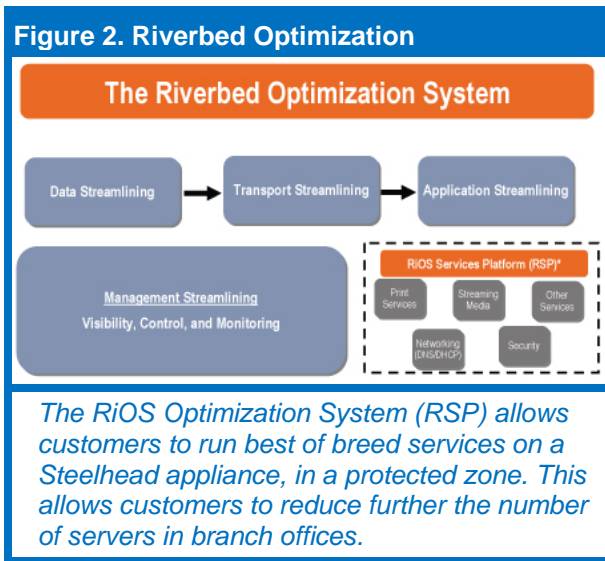 Figure 2. Riverbed Optimization
The Riverbed Optimization System
Data Streamlining
Transport Streamlining
Application Streamlining
Management Streamlining
Visibility, Control, and Monitoring
RiOS Services Platform (RSP)*
Print
Services
Streaming
Media
Other
Services
Networking
(DNS/DHCP)
Security
The RiOS Optimization System (RSP) allows
customers to run best of breed services on a
Steelhead appliance, in a protected zone. This
allows customers to reduce further the number
of servers in branch offices.